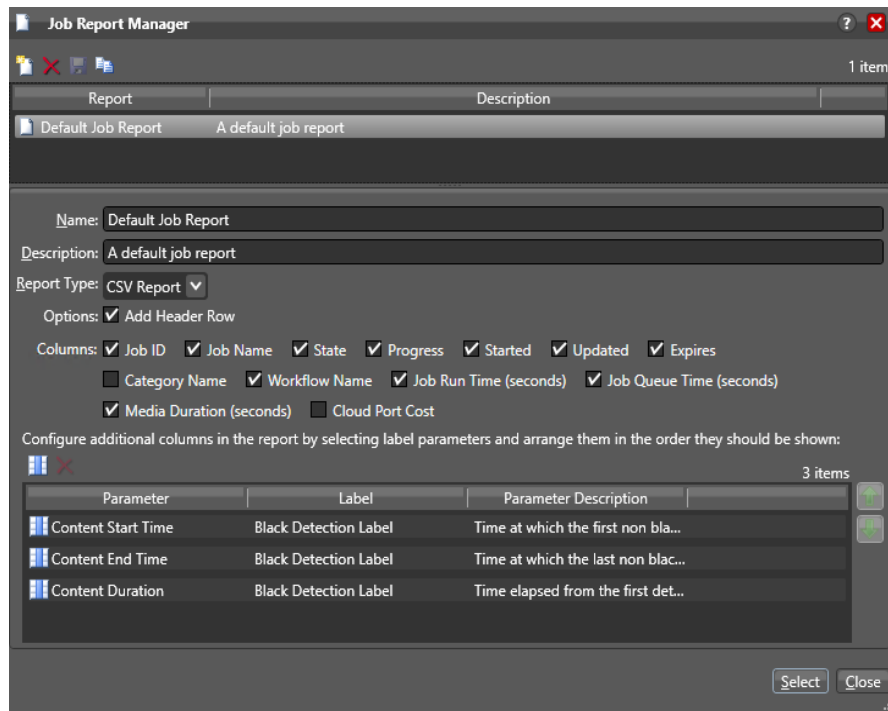 Job Report Manager ?
1 item
Report Description
Default Job Report A default job report
Name: Default Job Report
Description: A default job report
Report Type: CSV Report
Options: Add Header Row
Columns: Job ID Job Name State Progress Started Updated Expires
Category Name Workflow Name Job Run Time (seconds) Job Queue Time (seconds)
Media Duration (seconds) Cloud Port Cost
Configure additional columns in the report by selecting label parameters and arrange them in the order they should be shown:
3 items
Parameter Label Parameter Description
Content Start Time Black Detection Label Time at which the first non bla...
Content End Time Black Detection Label Time at which the last non blac...
Content Duration Black Detection Label Time elapsed from the first det...
Select Close